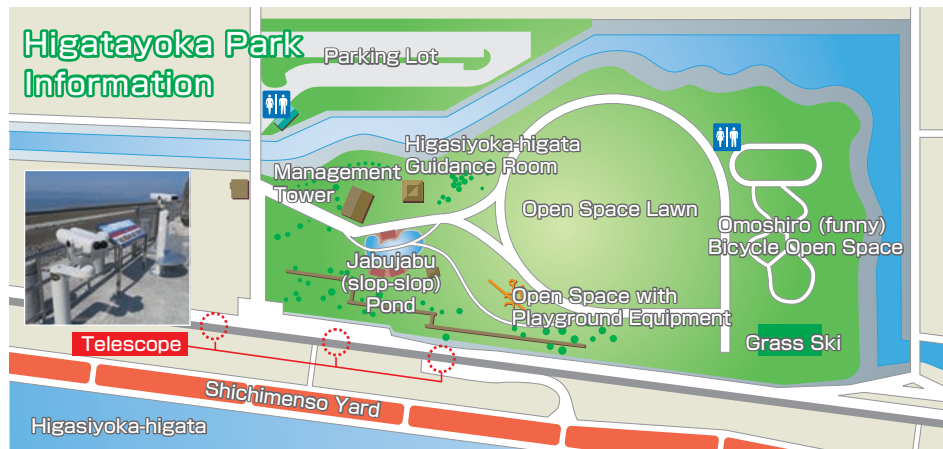 Higatayoka Park
Information
Parking Lot
Higasiyoka-higata
Guidance Room
Management
Tower
Open Space Lawn
Omoshiro (funny)
Bicycle Open Space
Jabujabu
(slop-slop)
Pond
Open Space with
Playground Equipment
Grass Ski
Telescope
Shichimenso Yard
Higasiyoka-higata